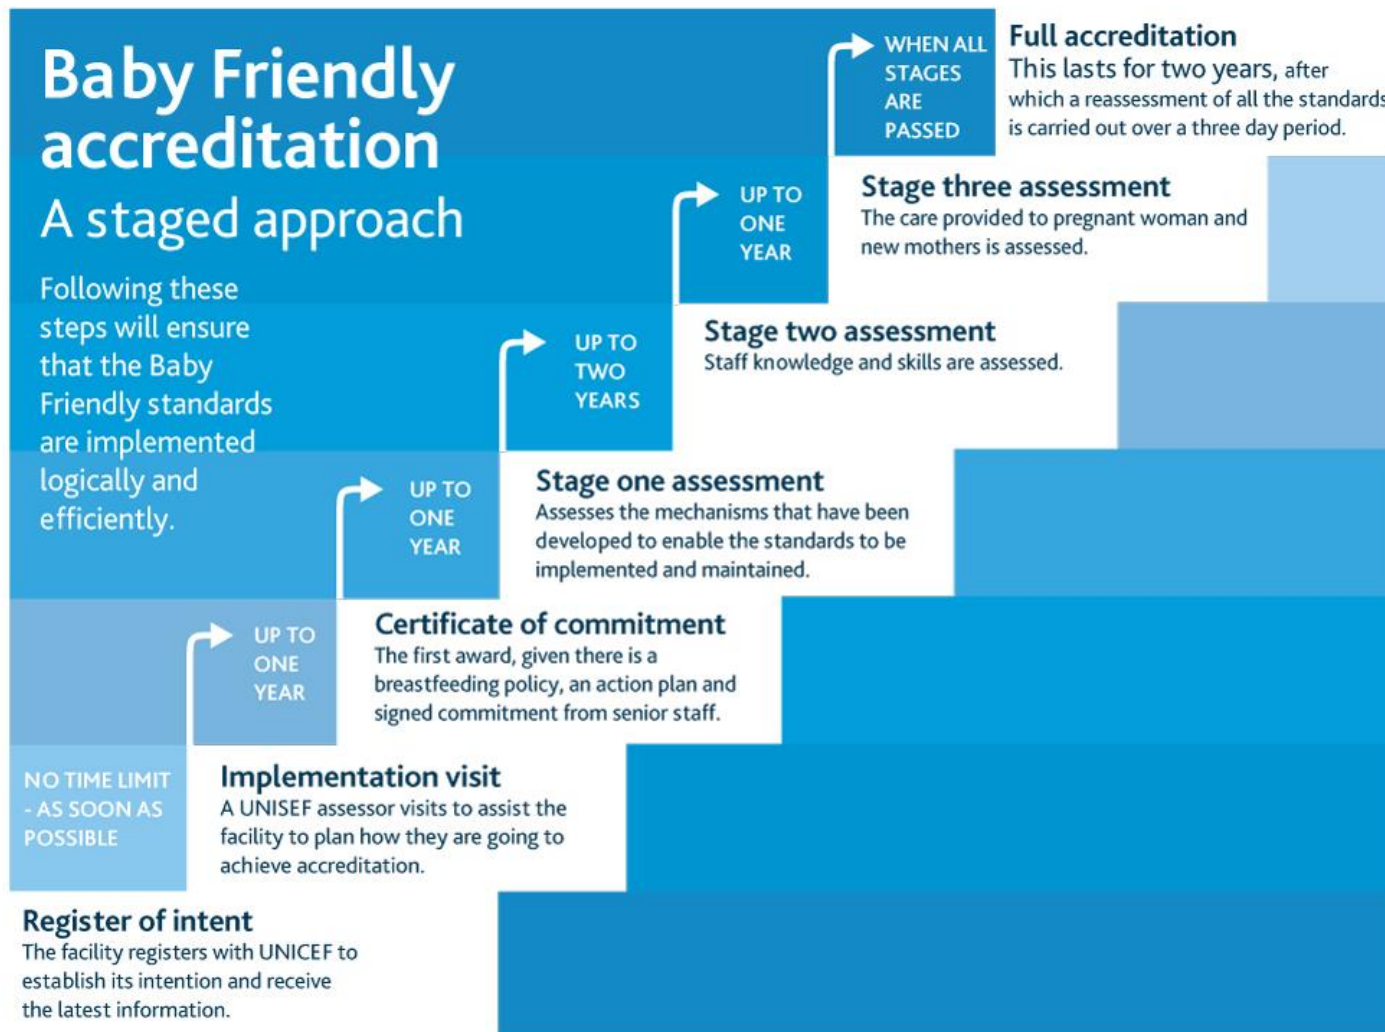 Baby Friendly
accreditation
A staged approach
Following these
steps will ensure
that the Baby
Friendly standards
are implemented
logically and
efficiently.
WHEN ALL
STAGES
ARE
PASSED
Full accreditation
This lasts for two years, after
which a reassessment of all the standards
is carried out over a three day period.
UP TO
ONE
YEAR
Stage three assessment
The care provided to pregnant woman and
new mothers is assessed.
UP TO
TWO
YEARS
Stage two assessment
Staff knowledge and skills are assessed.
UP TO
ONE
YEAR
Stage one assessment
Assesses the mechanisms that have been
developed to enable the standards to be
implemented and maintained.
UP TO
ONE
YEAR
Certificate of commitment
The first award, given there is a
breastfeeding policy, an action plan and
signed commitment from senior staff.
NO TIME LIMIT
- AS SOON AS
POSSIBLE
Implementation visit
A UNISEF assessor visits to assist the
facility to plan how they are going to
achieve accreditation.
Register of intent
The facility registers with UNICEF to
establish its intention and receive
the latest information.